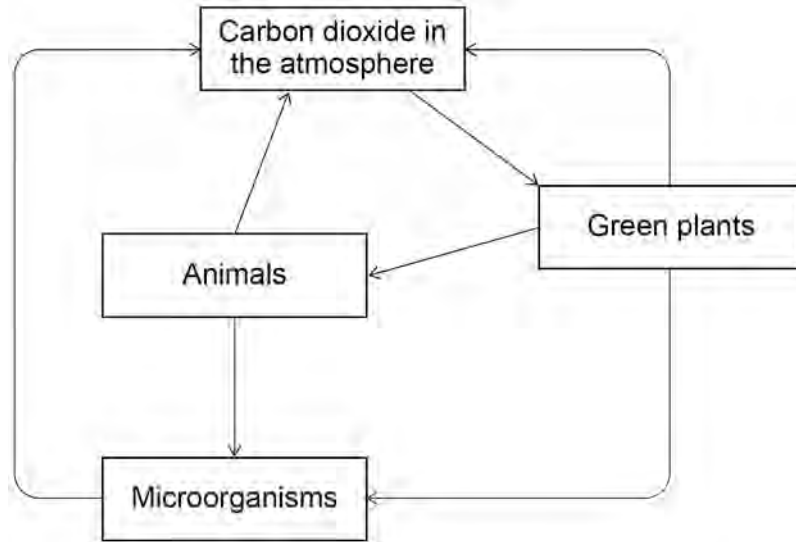 Carbon dioxide in
the atmosphere
Green plants
Animals
Microorganisms